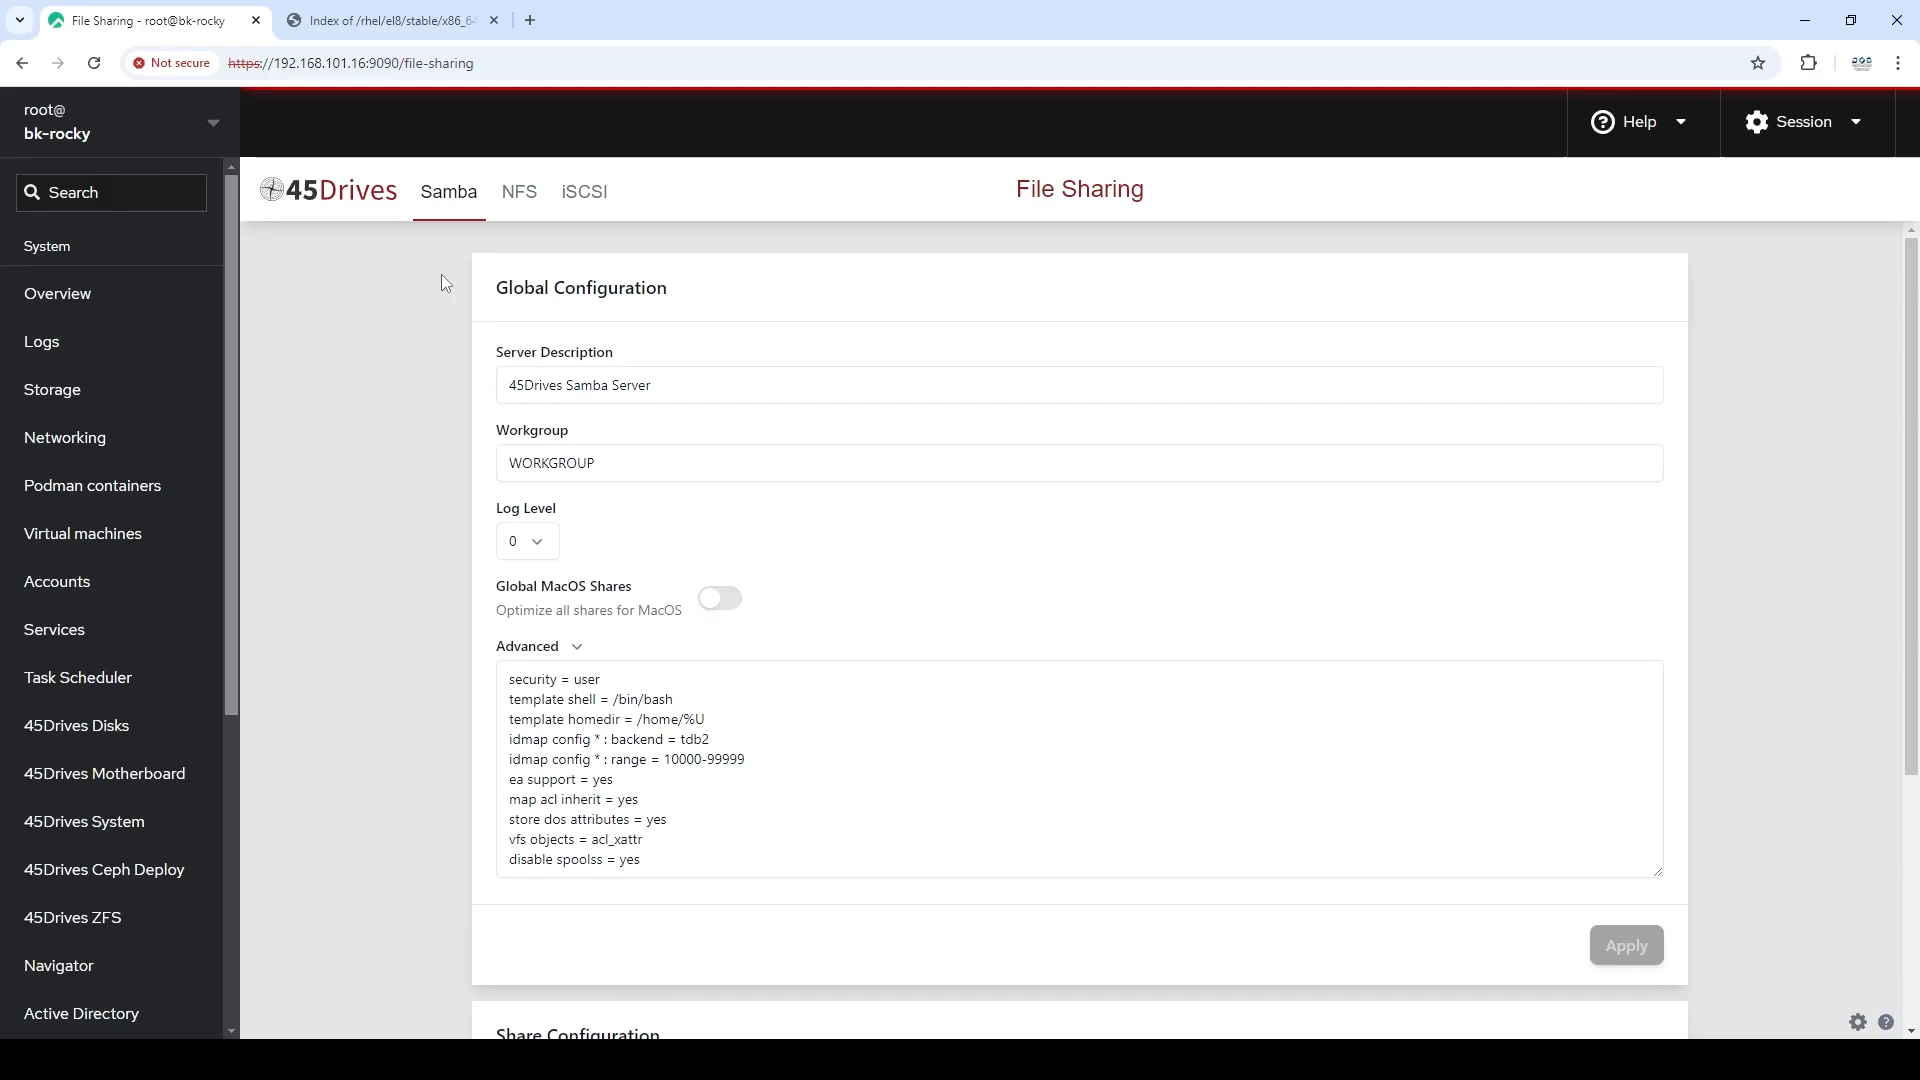 File Sharing - root@bk-rocky
Index of /rhel/el8/stable/x86_64
Not secure
https://192.168.101.16:9090/file-sharing
root@
bk-rocky
Help
Session
Search
45Drives
Samba
NFS
iSCSI
File Sharing
System
Overview
Logs
Storage
Networking
Podman containers
Virtual machines
Accounts
Services
Task Scheduler
45Drives Disks
45Drives Motherboard
45Drives System
45Drives Ceph Deploy
45Drives ZFS
Navigator
Active Directory
Global Configuration
Server Description
45Drives Samba Server
Workgroup
WORKGROUP
Log Level
0
Global MacOS Shares
Optimize all shares for MacOS
Advanced
security = user
template shell = /bin/bash
template homedir = /home/%U
idmap config * : backend = tdb2
idmap config * : range = 10000-99999
ea support = yes
map acl inherit = yes
store dos attributes = yes
vfs objects = acl_xattr
disable spoolss = yes
Apply
Share Configuration